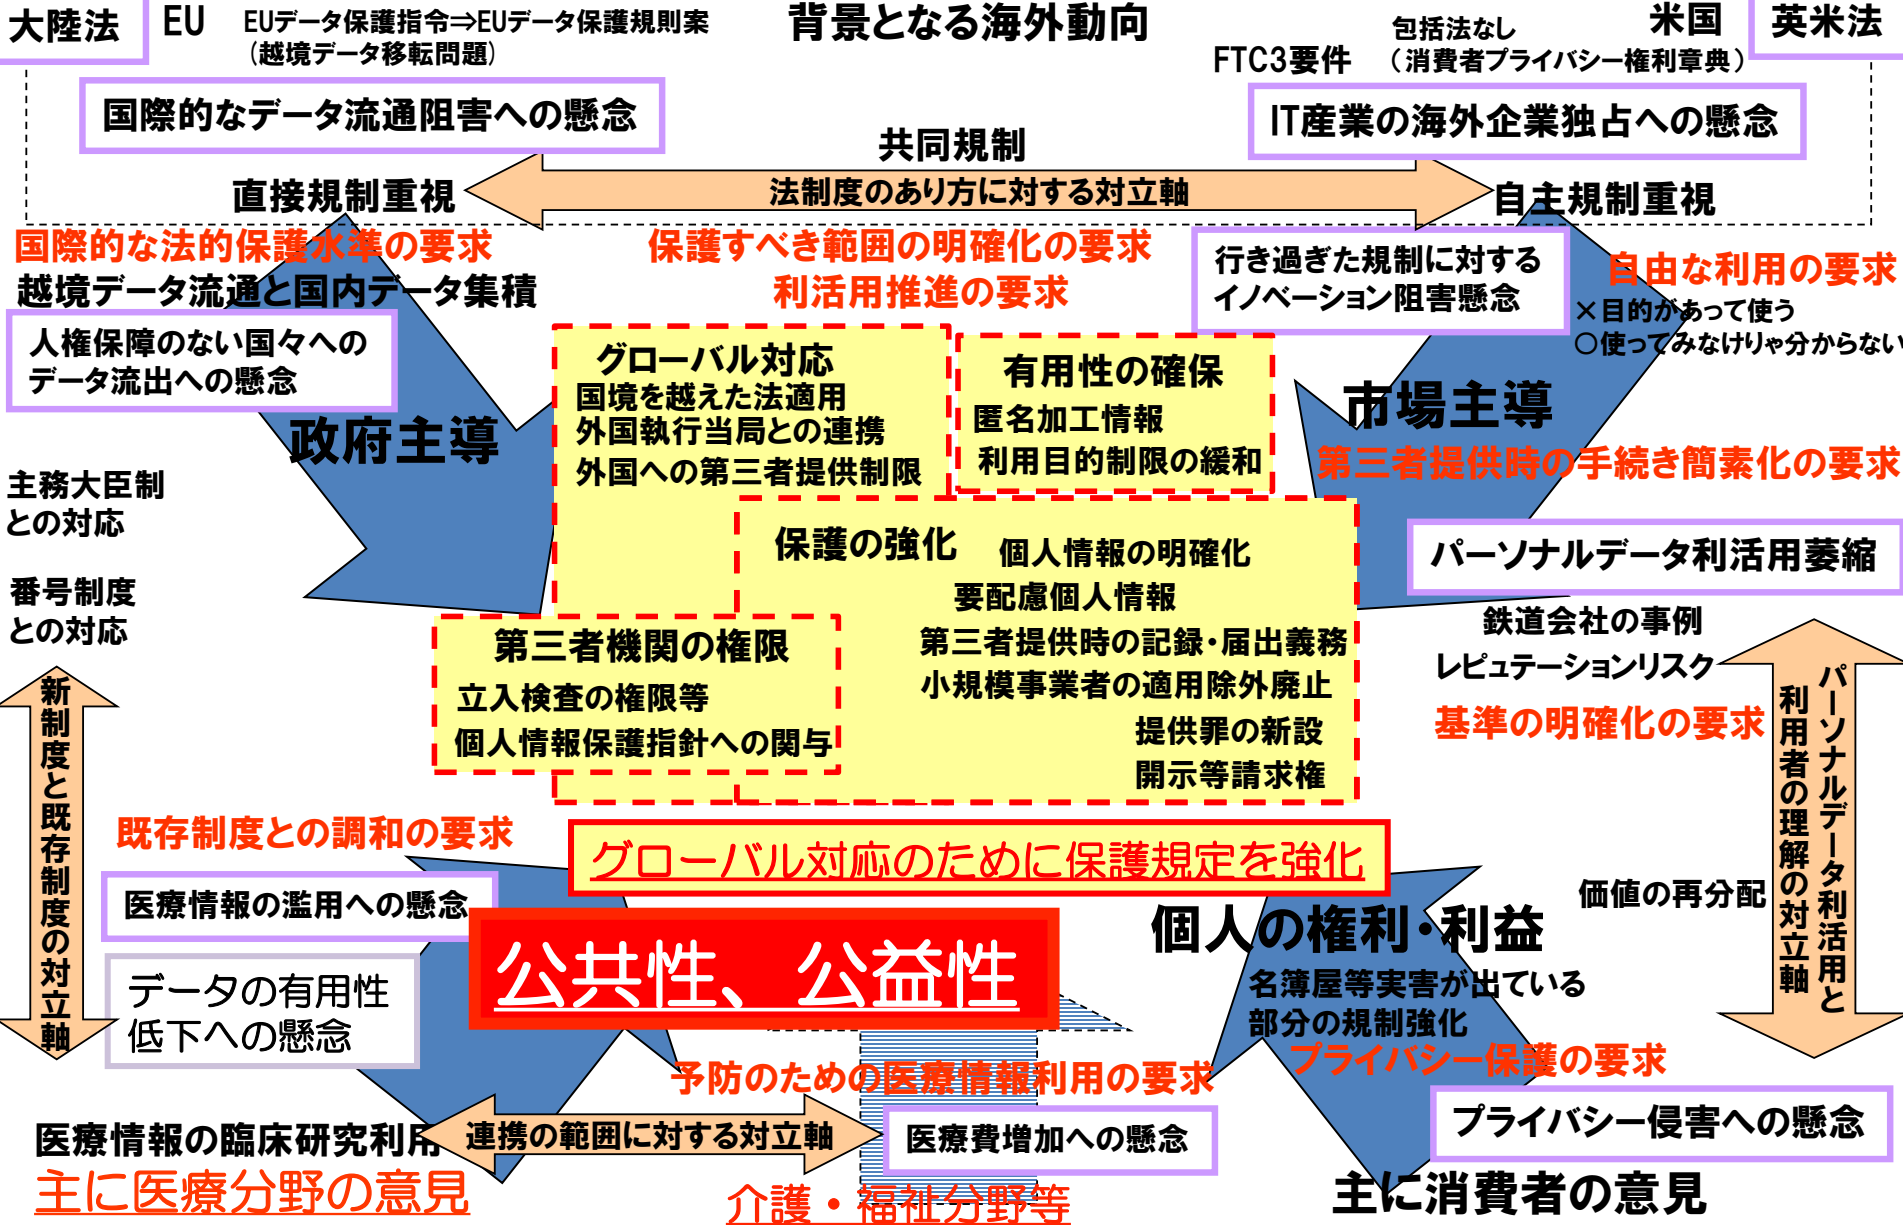 大陸法
EU
EUデータ保護指令⇒EUデータ保護規則案
（越境データ移転問題）
背景となる海外動向
包括法なし
FTC3要件
（消費者プライバシー権利章典）
米国
英米法
国際的なデータ流通阻害への懸念
IT産業の海外企業独占への懸念
共同規制
法制度のあり方に対する対立軸
直接規制重視
自主規制重視
国際的な法的保護水準の要求
越境データ流通と国内データ集積
人権保障のない国々への
データ流出への懸念
政府主導
保護すべき範囲の明確化の要求
利活用推進の要求
行き過ぎた規制に対する
イノベーション阻害懸念
自由な利用の要求
×目的があって使う
○使ってみなけりゃ分からない
市場主導
第三者提供時の手続き簡素化の要求
グローバル対応
国境を越えた法適用
外国執行当局との連携
外国への第三者提供制限
有用性の確保
匿名加工情報
利用目的制限の緩和
主務大臣制
との対応
番号制度
との対応
保護の強化
個人情報の明確化
要配慮個人情報
第三者提供時の記録・届出義務
小規模事業者の適用除外廃止
提供罪の新設
開示等請求権
第三者機関の権限
立入検査の権限等
個人情報保護指針への関与
パーソナルデータ利活用萎縮
鉄道会社の事例
レピュテーションリスク
基準の明確化の要求
新制度と既存制度の対立軸
パーソナルデータ利活用と
利用者の理解の対立軸
既存制度との調和の要求
グローバル対応のために保護規定を強化
医療情報の濫用への懸念
データの有用性
低下への懸念
公共性、公益性
個人の権利・利益
価値の再分配
名簿屋等実害が出ている
部分の規制強化
プライバシー保護の要求
予防のための医療情報利用の要求
プライバシー侵害への懸念
医療情報の臨床研究利用
連携の範囲に対する対立軸
医療費増加への懸念
主に医療分野の意見
介護・福祉分野等
主に消費者の意見